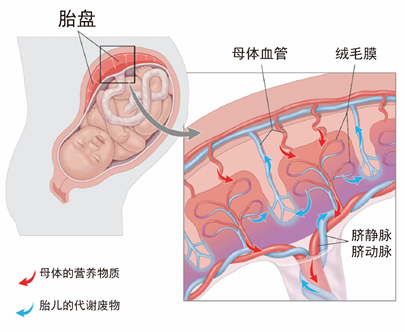 胎盘
母体血管
绒毛膜
脐静脉
脐动脉
母体的营养物质
胎儿的代谢废物